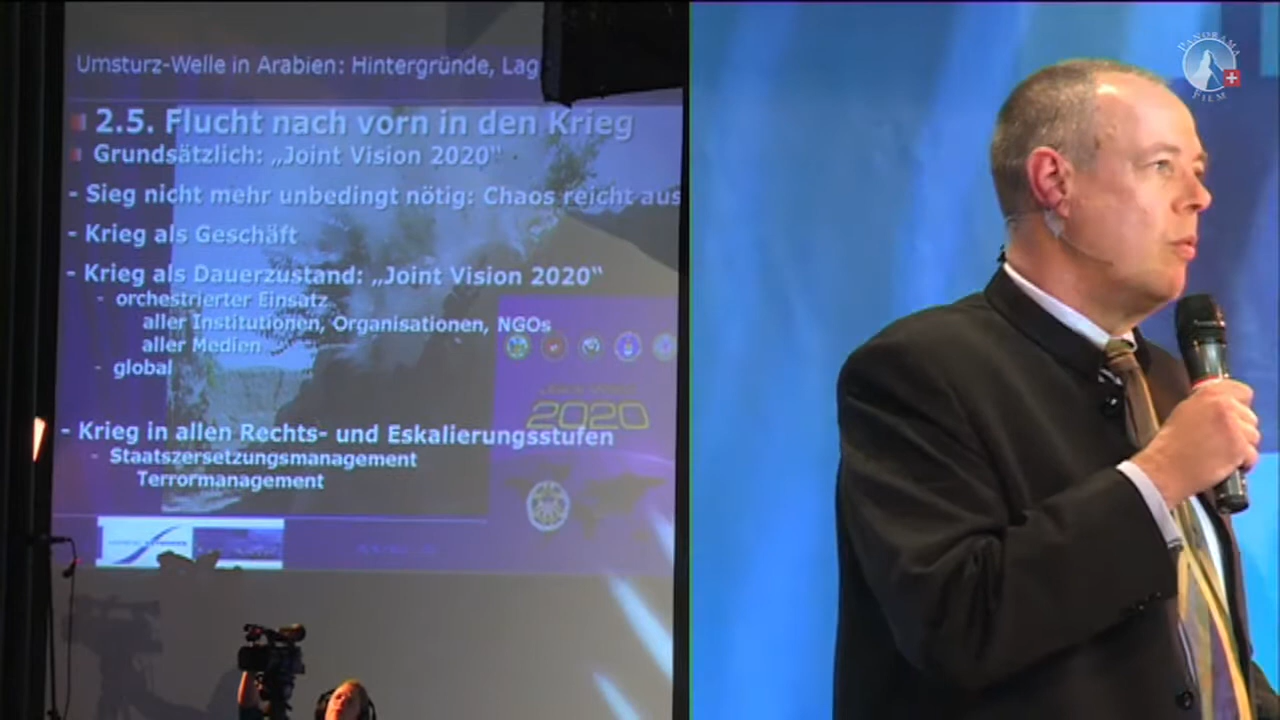 Umsturz-Welle in Arabien: Hintergründe, Lag
2.5. Flucht nach vorn in den Krieg
Grundsätzlich: „Joint Vision 2020“
- Sieg nicht mehr unbedingt nötig: Chaos reicht aus
- Krieg als Geschäft
- Krieg als Dauerzustand: „Joint Vision 2020“
- orchestrierter Einsatz
aller Institutionen, Organisationen, NGOs
aller Medien
- global
2020
- Krieg in allen Rechts- und Eskalierungsstufen
- Staatszersetzungsmanagement
Terrormanagement
PANORAMA
FILM